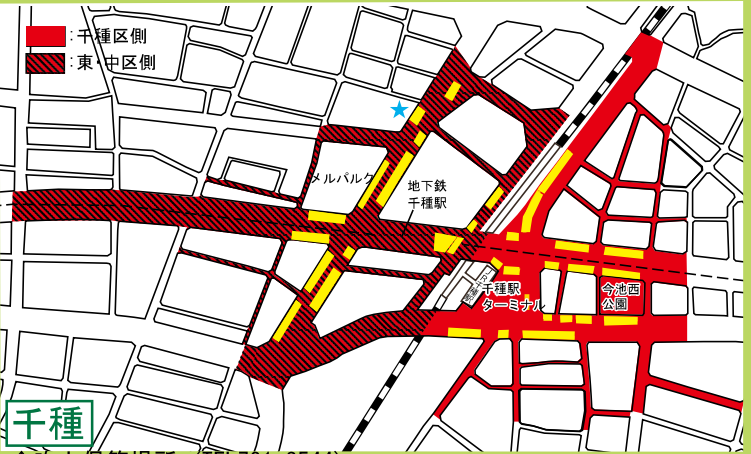 :千種区側
:東・中区側
メルパルク
地下鉄
千種駅
千種駅
ターミナル
今池西
公園
千種